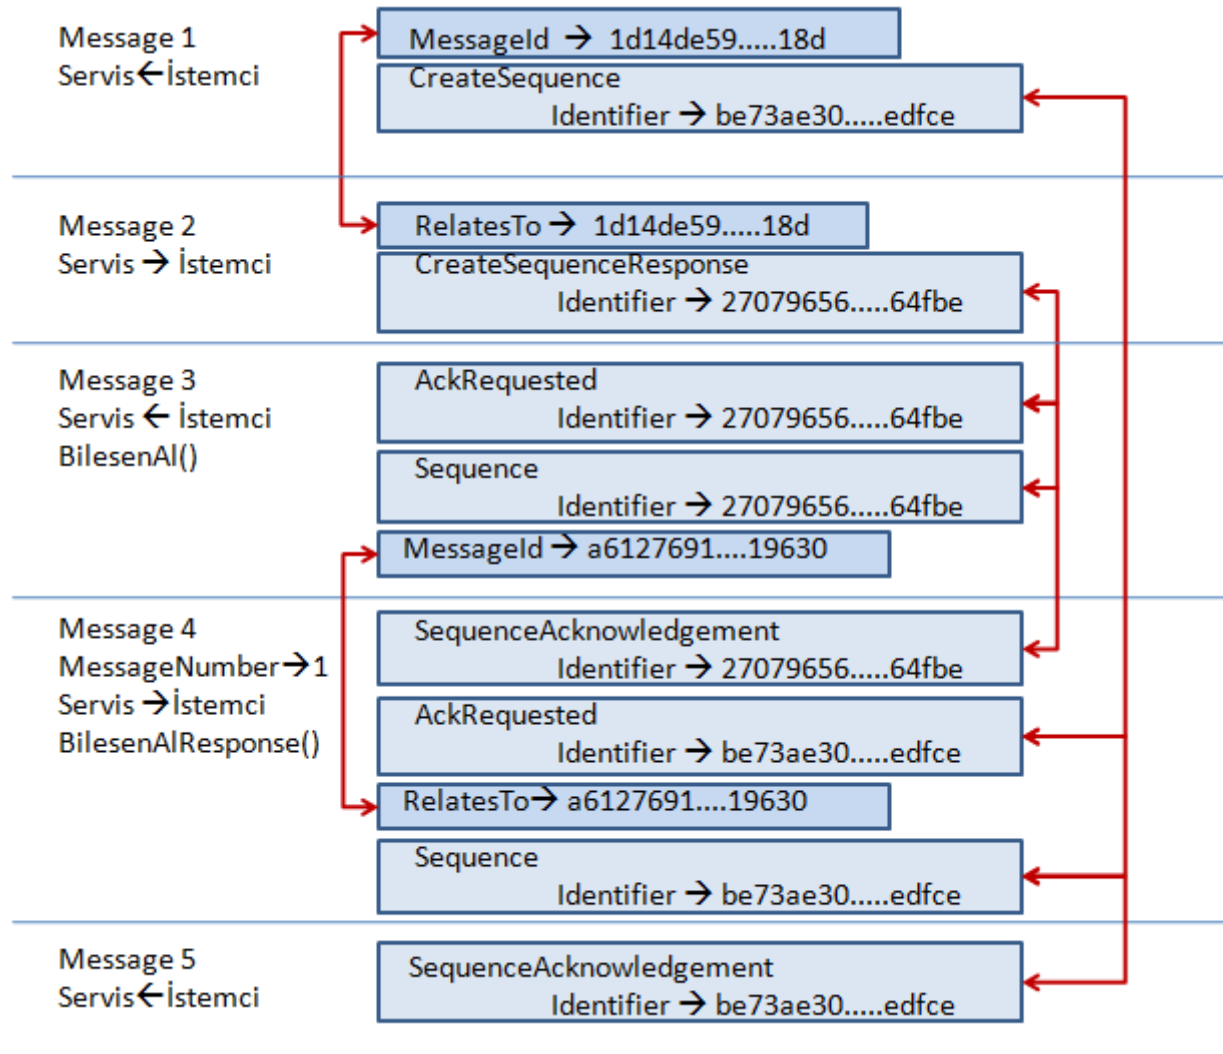 Message 1
Servis←İstemci
MessageId → 1d14de59.....18d
CreateSequence
Identifier → be73ae30.....edfce
Message 2
Servis → İstemci
RelatesTo → 1d14de59.....18d
CreateSequenceResponse
Identifier → 27079656.....64fbe
Message 3
Servis ← İstemci
BilesenAl()
AckRequested
Identifier → 27079656.....64fbe
Sequence
Identifier → 27079656.....64fbe
MessageId → a6127691....19630
Message 4
MessageNumber→1
Servis →İstemci
BilesenAlResponse()
SequenceAcknowledgement
Identifier → 27079656.....64fbe
AckRequested
Identifier → be73ae30.....edfce
RelatesTo→ a6127691....19630
Sequence
Identifier → be73ae30.....edfce
Message 5
Servis←İstemci
SequenceAcknowledgement
Identifier → be73ae30.....edfce